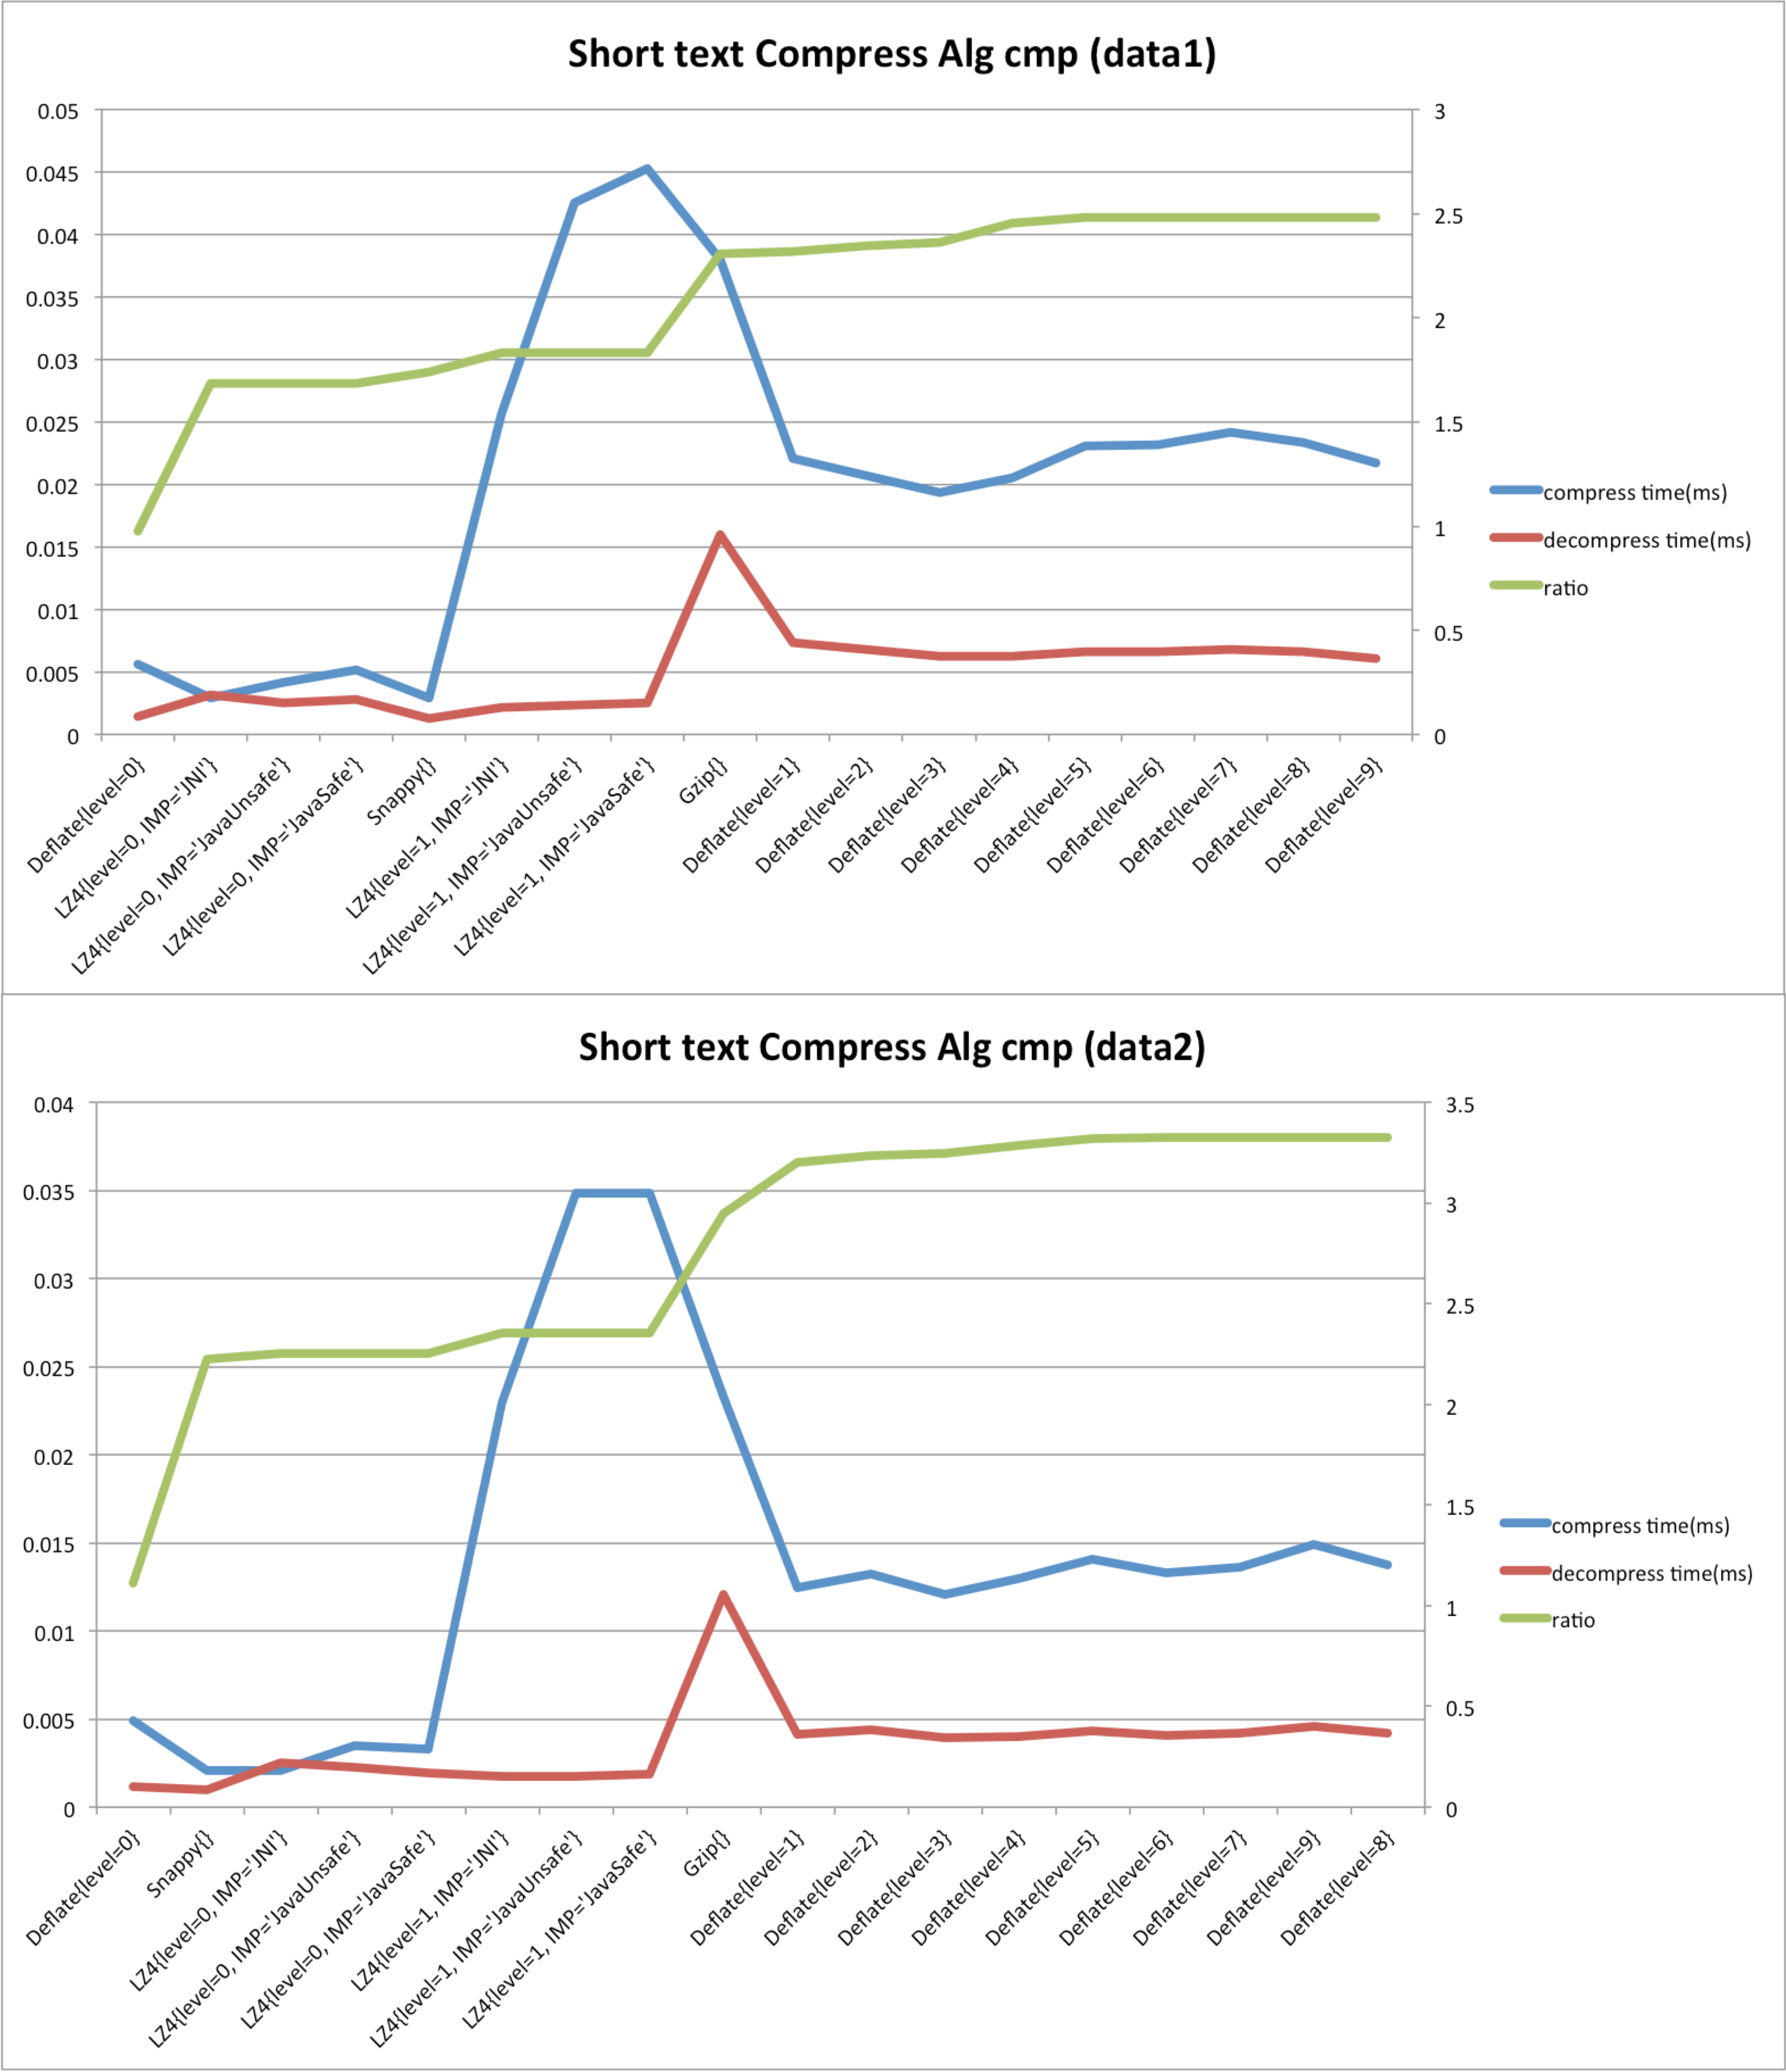 Short text Compress Alg cmp (data1)
0.05
0.045
0.04
0.035
0.03
0.025
0.02
0.015
0.01
0.005
0
3
2.5
2
1.5
1
0.5
0
compress time(ms)
decompress time(ms)
ratio
Deflate{level=0}
LZ4{level=0, IMP='JNI'}
LZ4{level=0, IMP='JavaUnsafe'}
LZ4{level=0, IMP='JavaSafe'}
Snappy{}
LZ4{level=1, IMP='JNI'}
LZ4{level=1, IMP='JavaUnsafe'}
LZ4{level=1, IMP='JavaSafe'}
Gzip{}
Deflate{level=1}
Deflate{level=2}
Deflate{level=3}
Deflate{level=4}
Deflate{level=5}
Deflate{level=6}
Deflate{level=7}
Deflate{level=8}
Deflate{level=9}
Short text Compress Alg cmp (data2)
0.04
0.035
0.03
0.025
0.02
0.015
0.01
0.005
0
3.5
3
2.5
2
1.5
1
0.5
0
compress time(ms)
decompress time(ms)
ratio
Deflate{level=0}
Snappy{}
LZ4{level=0, IMP='JNI'}
LZ4{level=0, IMP='JavaUnsafe'}
LZ4{level=0, IMP='JavaSafe'}
LZ4{level=1, IMP='JNI'}
LZ4{level=1, IMP='JavaUnsafe'}
LZ4{level=1, IMP='JavaSafe'}
Gzip{}
Deflate{level=1}
Deflate{level=2}
Deflate{level=3}
Deflate{level=4}
Deflate{level=5}
Deflate{level=6}
Deflate{level=7}
Deflate{level=9}
Deflate{level=8}